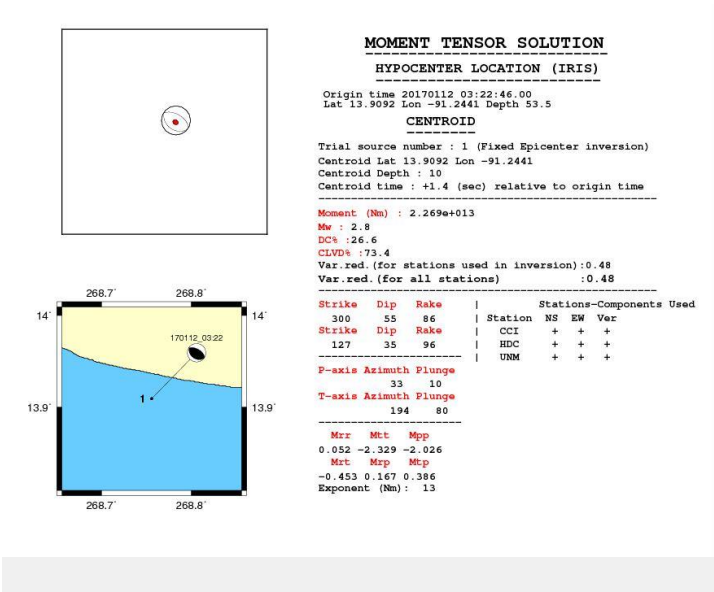 MOMENT TENSOR SOLUTION
HYPOCENTER LOCATION (IRIS)
Origin time 20170112 03:22:46.00
Lat 13.9092 Lon -91.2441 Depth 53.5
CENTROID
Trial source number : 1 (Fixed Epicenter inversion)
Centroid Lat 13.9092 Lon -91.2441
Centroid Depth : 10
Centroid time : +1.4 (sec) relative to origin time
Moment (Nm) : 2.269e+013
Mw : 2.8
DC% :26.6
CLVD% :73.4
Var.red.(for stations used in inversion):0.48
Var.red.(for all stations) :0.48
Strike Dip Rake | Stations-Components Used
300 55 86 | Station NS EW Ver
Strike Dip Rake | CCI + + +
127 35 96 | HDC + + +
| UNM + + +
P-axis Azimuth Plunge
33 10
T-axis Azimuth Plunge
194 80
Mrr Mtt Mpp
0.052 -2.329 -2.026
Mrt Mrp Mtp
-0.453 0.167 0.386
Exponent (Nm): 13
268.7° 268.8°
14° 14°
170112_03:22
1
13.9° 13.9°
268.7° 268.8°